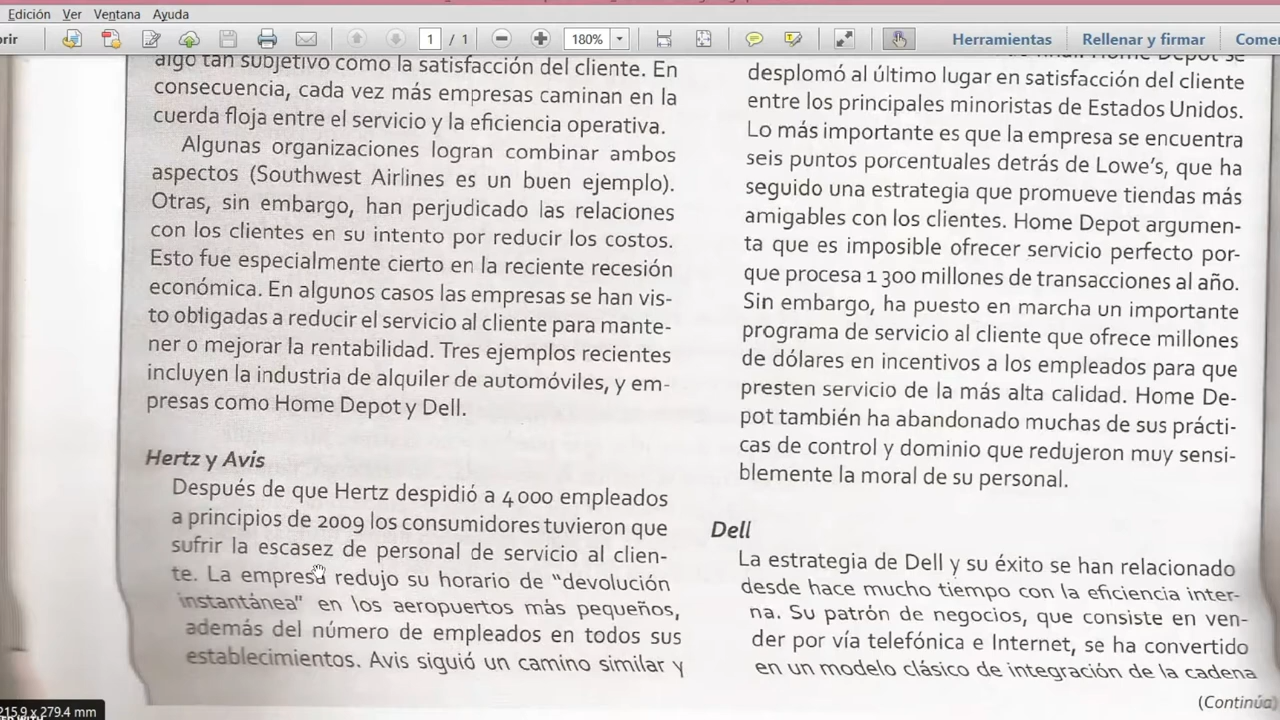 Edición Ver Ventana Ayuda
1 / 1 180% Herramientas Rellenar y firmar
algo tan subjetivo como la satisfacción del cliente. En
consecuencia, cada vez más empresas caminan en la
cuerda floja entre el servicio y la eficiencia operativa.
Algunas organizaciones logran combinar ambos
aspectos (Southwest Airlines es un buen ejemplo).
Otras, sin embargo, han perjudicado las relaciones
con los clientes en su intento por reducir los costos.
Esto fue especialmente cierto en la reciente recesión
económica. En algunos casos las empresas se han vis-
to obligadas a reducir el servicio al cliente para mante-
ner o mejorar la rentabilidad. Tres ejemplos recientes
incluyen la industria de alquiler de automóviles, y em-
presas como Home Depot y Dell.
Hertz y Avis
Después de que Hertz despidió a 4 000 empleados
a principios de 2009 los consumidores tuvieron que
sufrir la escasez de personal de servicio al clien-
te. La empresa redujo su horario de “devolución
instantánea” en los aeropuertos más pequeños,
además del número de empleados en todos sus
establecimientos. Avis siguió un camino similar y
Home Depot se
desplomó al último lugar en satisfacción del cliente
entre los principales minoristas de Estados Unidos.
Lo más importante es que la empresa se encuentra
seis puntos porcentuales detrás de Lowe’s, que ha
seguido una estrategia que promueve tiendas más
amigables con los clientes. Home Depot argumen-
ta que es imposible ofrecer servicio perfecto por-
que procesa 1 300 millones de transacciones al año.
Sin embargo, ha puesto en marcha un importante
programa de servicio al cliente que ofrece millones
de dólares en incentivos a los empleados para que
presten servicio de la más alta calidad. Home De-
pot también ha abandonado muchas de sus prácti-
cas de control y dominio que redujeron muy sensi-
blemente la moral de su personal.
Dell
La estrategia de Dell y su éxito se han relacionado
desde hace mucho tiempo con la eficiencia inter-
na. Su patrón de negocios, que consiste en ven-
der por vía telefónica e Internet, se ha convertido
en un modelo clásico de integración de la cadena
(Continúa)
215.9 x 279.4 mm